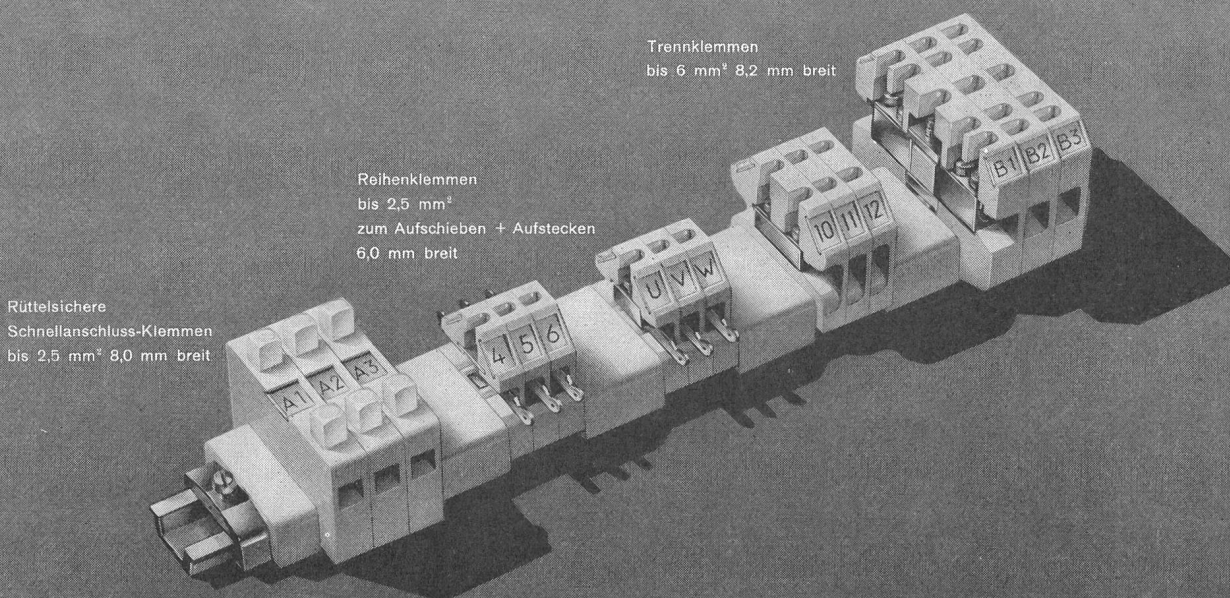 Trennklemmen
bis 6 mm² 8,2 mm breit
Reihenklemmen
bis 2,5 mm²
zum Aufschieben + Aufstecken
6,0 mm breit
Rüttelsichere
Schnellanschluss-Klemmen
bis 2,5 mm² 8,0 mm breit
A1 A2 A3
4 5 6
U V W
10 11 12
B1 B2 B3